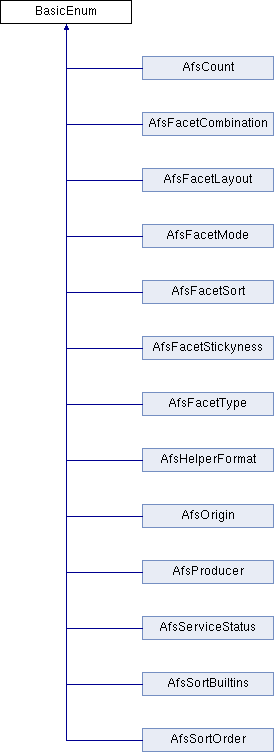 BasicEnum
AfsCount
AfsFacetCombination
AfsFacetLayout
AfsFacetMode
AfsFacetSort
AfsFacetStickyness
AfsFacetType
AfsHelperFormat
AfsOrigin
AfsProducer
AfsServiceStatus
AfsSortBuiltins
AfsSortOrder